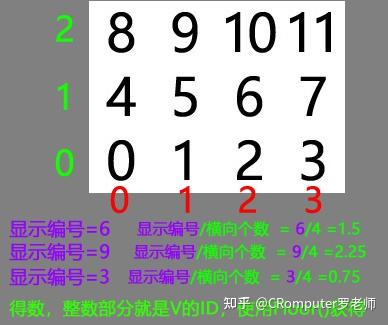 2 8 9 10 11
1 4 5 6 7
0 0 1 2 3
0 1 2 3
显示编号=6 显示编号/横向个数 = 6/4 =1.5
显示编号=9 显示编号/横向个数 = 9/4 =2.25
显示编号=3 显示编号/横向个数 = 3/4 =0.75
得数，整数部分就是V的ID，使用Floor()获得
知乎 @CRomputer罗老师